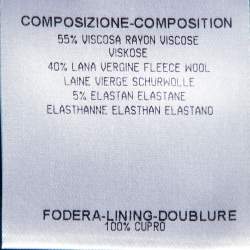 COMPOSIZIONE-COMPOSITION
55% VISCOSA RAYON VISCOSE
VISKOSE
40% LANA VERGINE FLEECE WOOL
LAINE VIERGE SCHURWOLLE
5% ELASTAN ELASTANE
ELASTHANNE ELASTHAN ELASTANO
FODERA-LINING-DOUBLURE
100% CUPRO